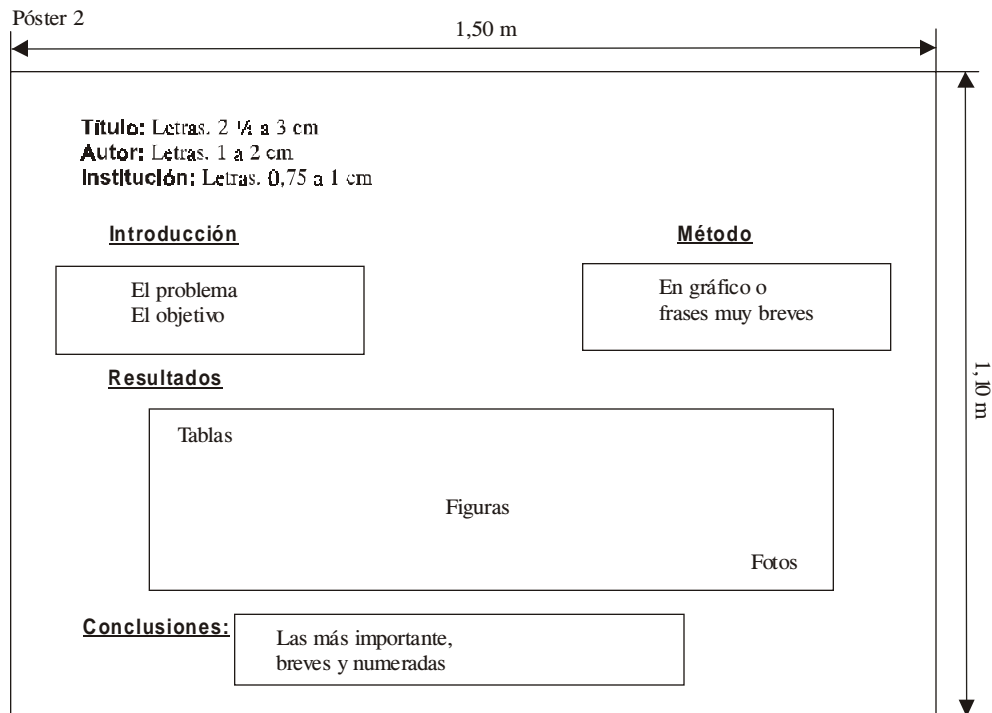 Póster 2
1,50 m
Título: Letras. 2 ½ a 3 cm
Autor: Letras. 1 a 2 cm
Institución: Letras. 0,75 a 1 cm
Introducción
Método
El problema
El objetivo
En gráfico o
frases muy breves
Resultados
1,10 m
Tablas
Figuras
Fotos
Conclusiones:
Las más importante,
breves y numeradas